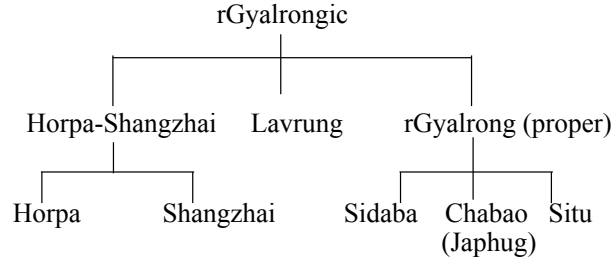 rGyalrongic
Horpa-Shangzhai Lavrung rGyalrong (proper)
Horpa Shangzhai Sidaba Chabao Situ
(Japhug)